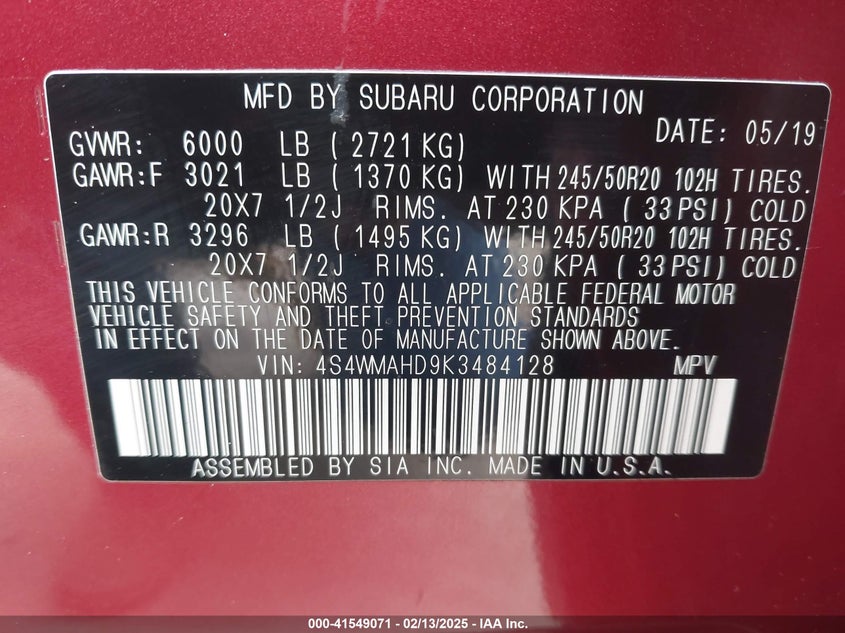 MFD BY SUBARU CORPORATION
DATE: 05/19
GVWR: 6000 LB ( 2721 KG)
GAWR:F 3021 LB ( 1370 KG) WITH 245/50R20 102H TIRES.
20X7 1/2J RIMS. AT 230 KPA ( 33 PSI) COLD
GAWR:R 3296 LB ( 1495 KG) WITH 245/50R20 102H TIRES.
20X7 1/2J RIMS. AT 230 KPA ( 33 PSI) COLD
THIS VEHICLE CONFORMS TO ALL APPLICABLE FEDERAL MOTOR
VEHICLE SAFETY AND THEFT PREVENTION STANDARDS
IN EFFECT ON THE DATE OF MANUFACTURE SHOWN ABOVE.
VIN: 4S4WMAHD9K3484128 MPV
ASSEMBLED BY SIA INC. MADE IN U.S.A.
000-41549071 - 02/13/2025 - IAA Inc.